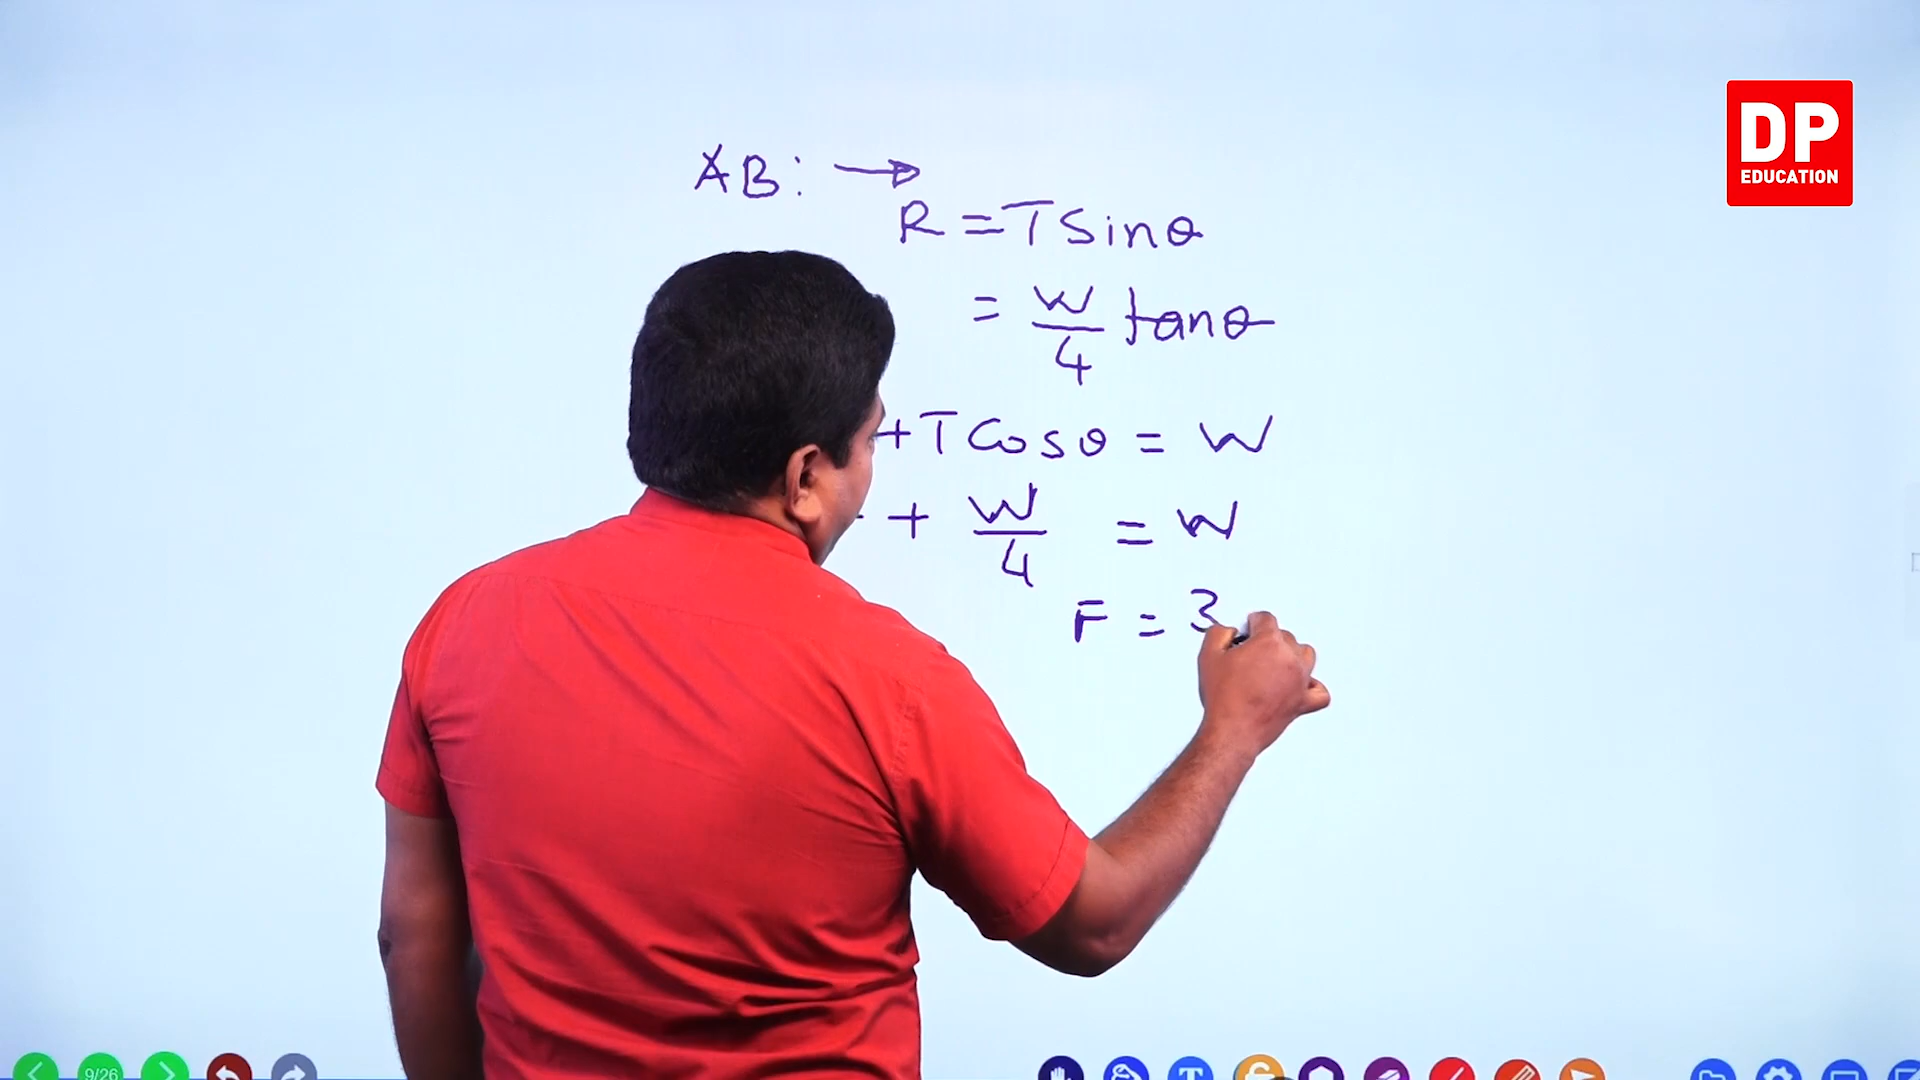 DP
EDUCATION
AB: →
R = T Sinθ
= W/4 tanθ
+ T Cosθ = W
+ W/4 = W
F = 3
9/26